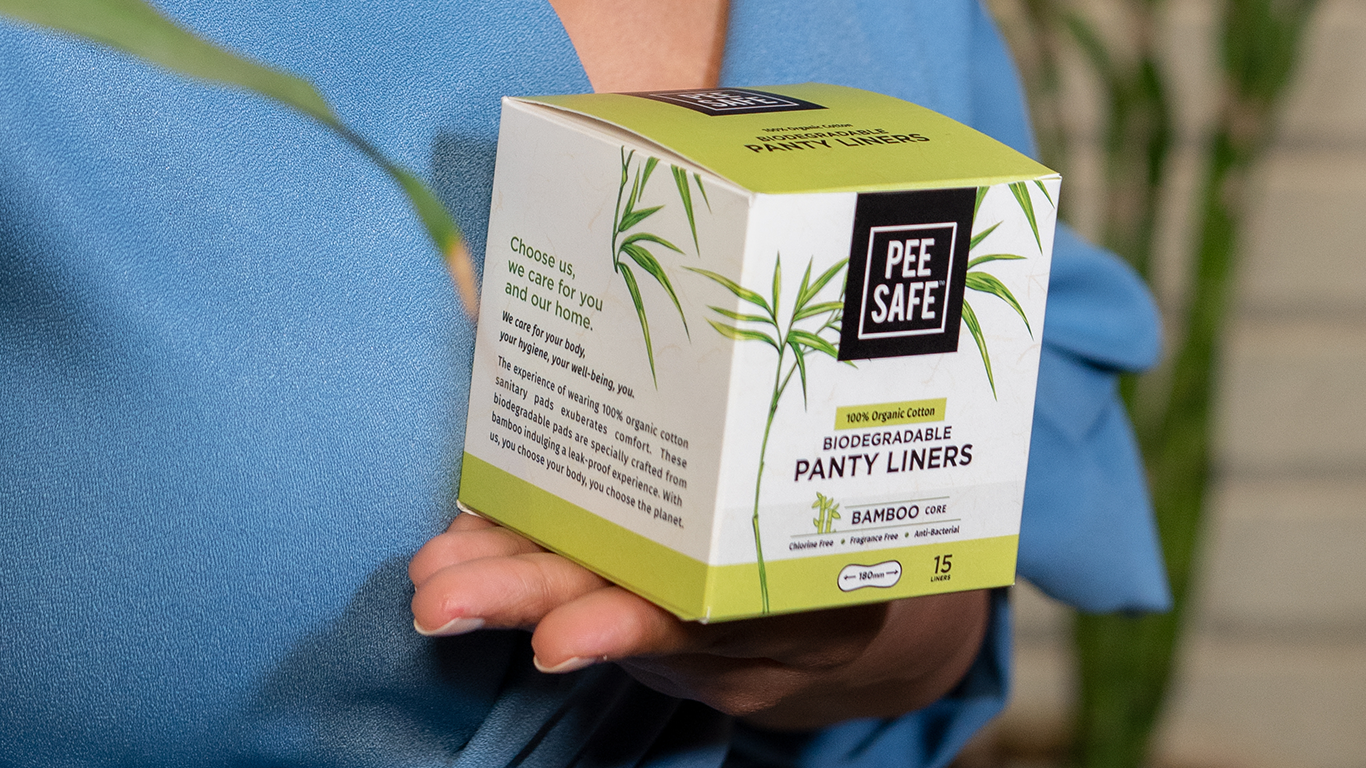 PEE
SAFE
100% Organic Cotton
BIODEGRADABLE
PANTY LINERS
Choose us,
we care for you
and our home.
We care for your body,
your hygiene, your well-being, you.
The experience of wearing 100% organic cotton
sanitary pads exuberates comfort. These
biodegradable pads are specially crafted from
bamboo indulging a leak-proof experience. With
us, you choose your body, you choose the planet.
PEE
SAFE™
100% Organic Cotton
BIODEGRADABLE
PANTY LINERS
BAMBOO CORE
Chlorine Free • Fragrance Free • Anti-Bacterial
180mm
15
LINERS